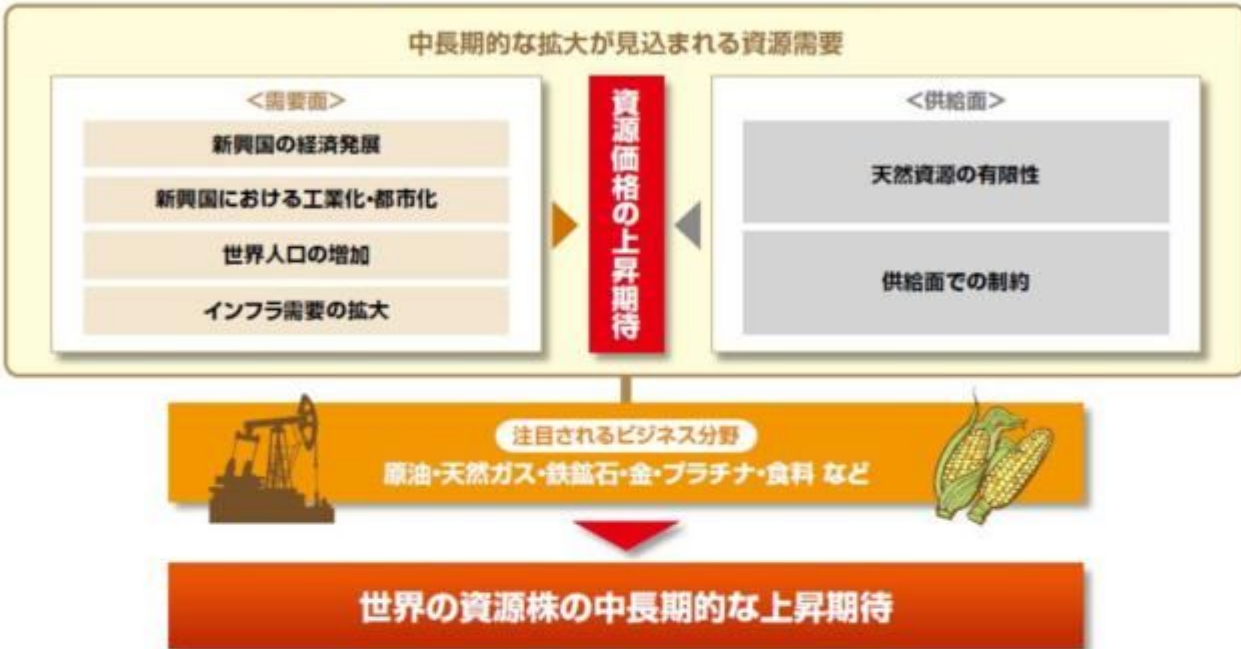 中長期的な拡大が見込まれる資源需要
＜需要面＞
新興国の経済発展
新興国における工業化・都市化
世界人口の増加
インフラ需要の拡大
資源価格の上昇期待
＜供給面＞
天然資源の有限性
供給面での制約
注目されるビジネス分野
原油・天然ガス・鉄鉱石・金・プラチナ・食料 など
世界の資源株の中長期的な上昇期待